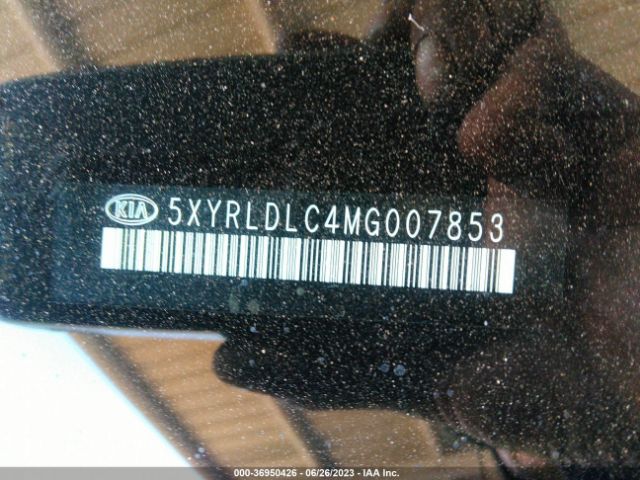 KIA 5XYRLDLC4MG007853
000-36950426 - 06/26/2023 - IAA Inc.